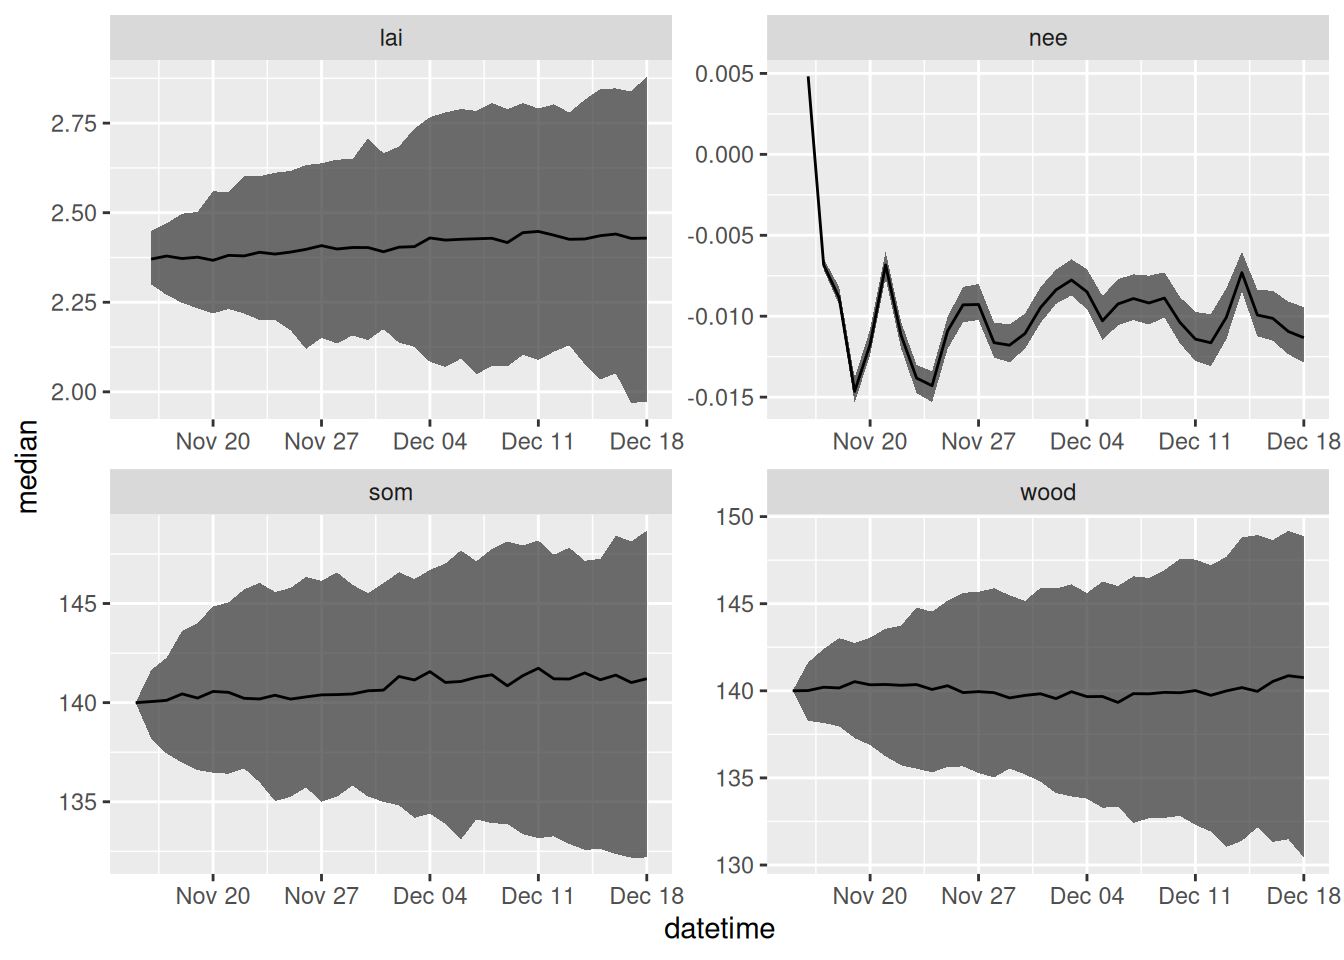 lai
nee
2.75
2.50
2.25
2.00
0.005
0.000
-0.005
-0.010
-0.015
Nov 20 Nov 27 Dec 04 Dec 11 Dec 18
Nov 20 Nov 27 Dec 04 Dec 11 Dec 18
median
som
wood
145
140
135
150
145
140
135
130
Nov 20 Nov 27 Dec 04 Dec 11 Dec 18
Nov 20 Nov 27 Dec 04 Dec 11 Dec 18
datetime